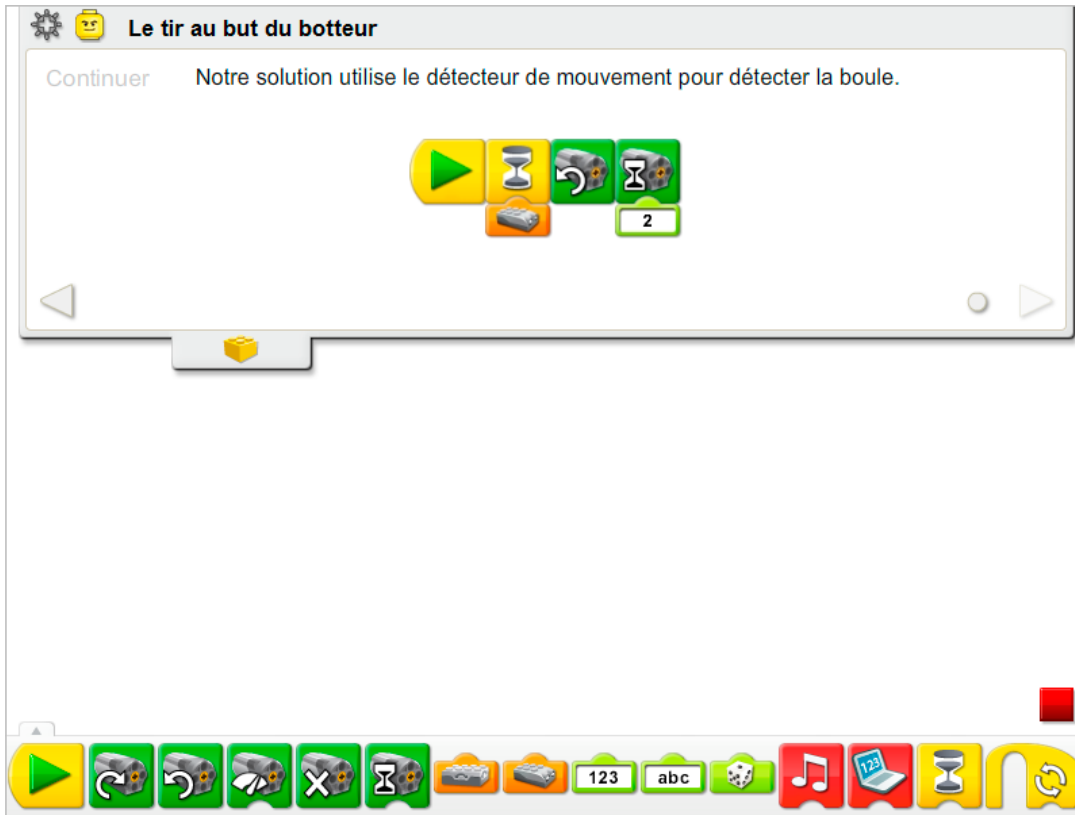 Le tir au but du botteur
Continuer
Notre solution utilise le détecteur de mouvement pour détecter la boule.
2
123
abc
123